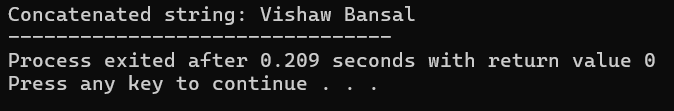 Concatenated string: Vishaw Bansal
--------------------------------
Process exited after 0.209 seconds with return value 0
Press any key to continue . . .